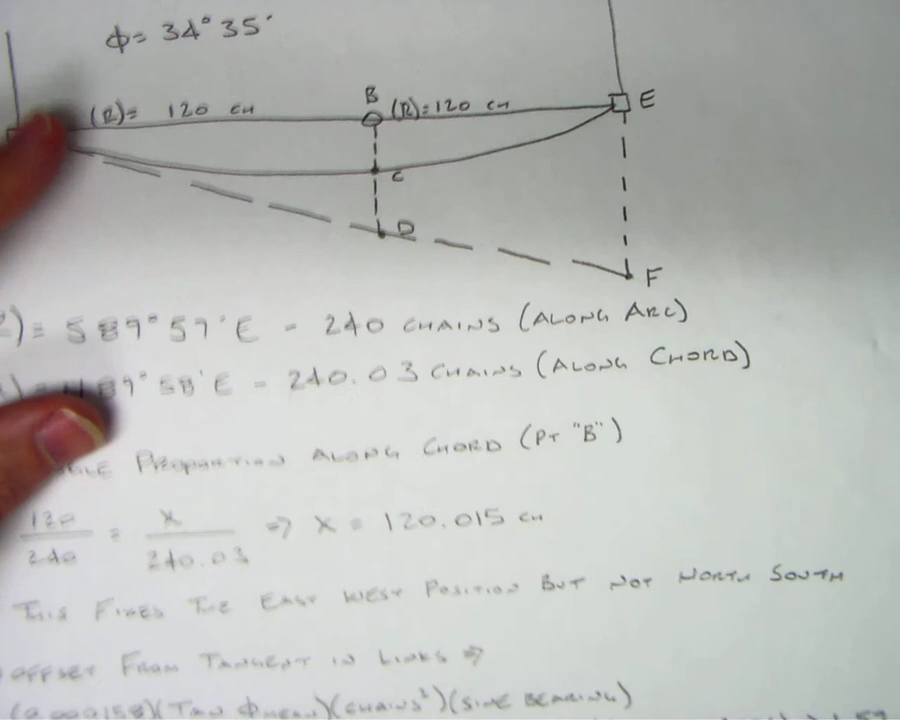 ϕ= 34° 35'
B
(R)= 120 CH
(R)=120 CH
E
C
D
F
)= S89°57'E - 240 CHAINS (ALONG ARC)
89°58'E - 240.03 CHAINS (ALONG CHORD)
PROPORTION ALONG CHORD (PT "B")
120/240 = X/240.03 => X = 120.015 CH
THIS FIXES THE EAST WEST POSITION BUT NOT NORTH SOUTH
OFFSET FROM TANGENT IN LINKS =>
(TAN ϕMEAN)(CHAINS²)(SINE BEARING)